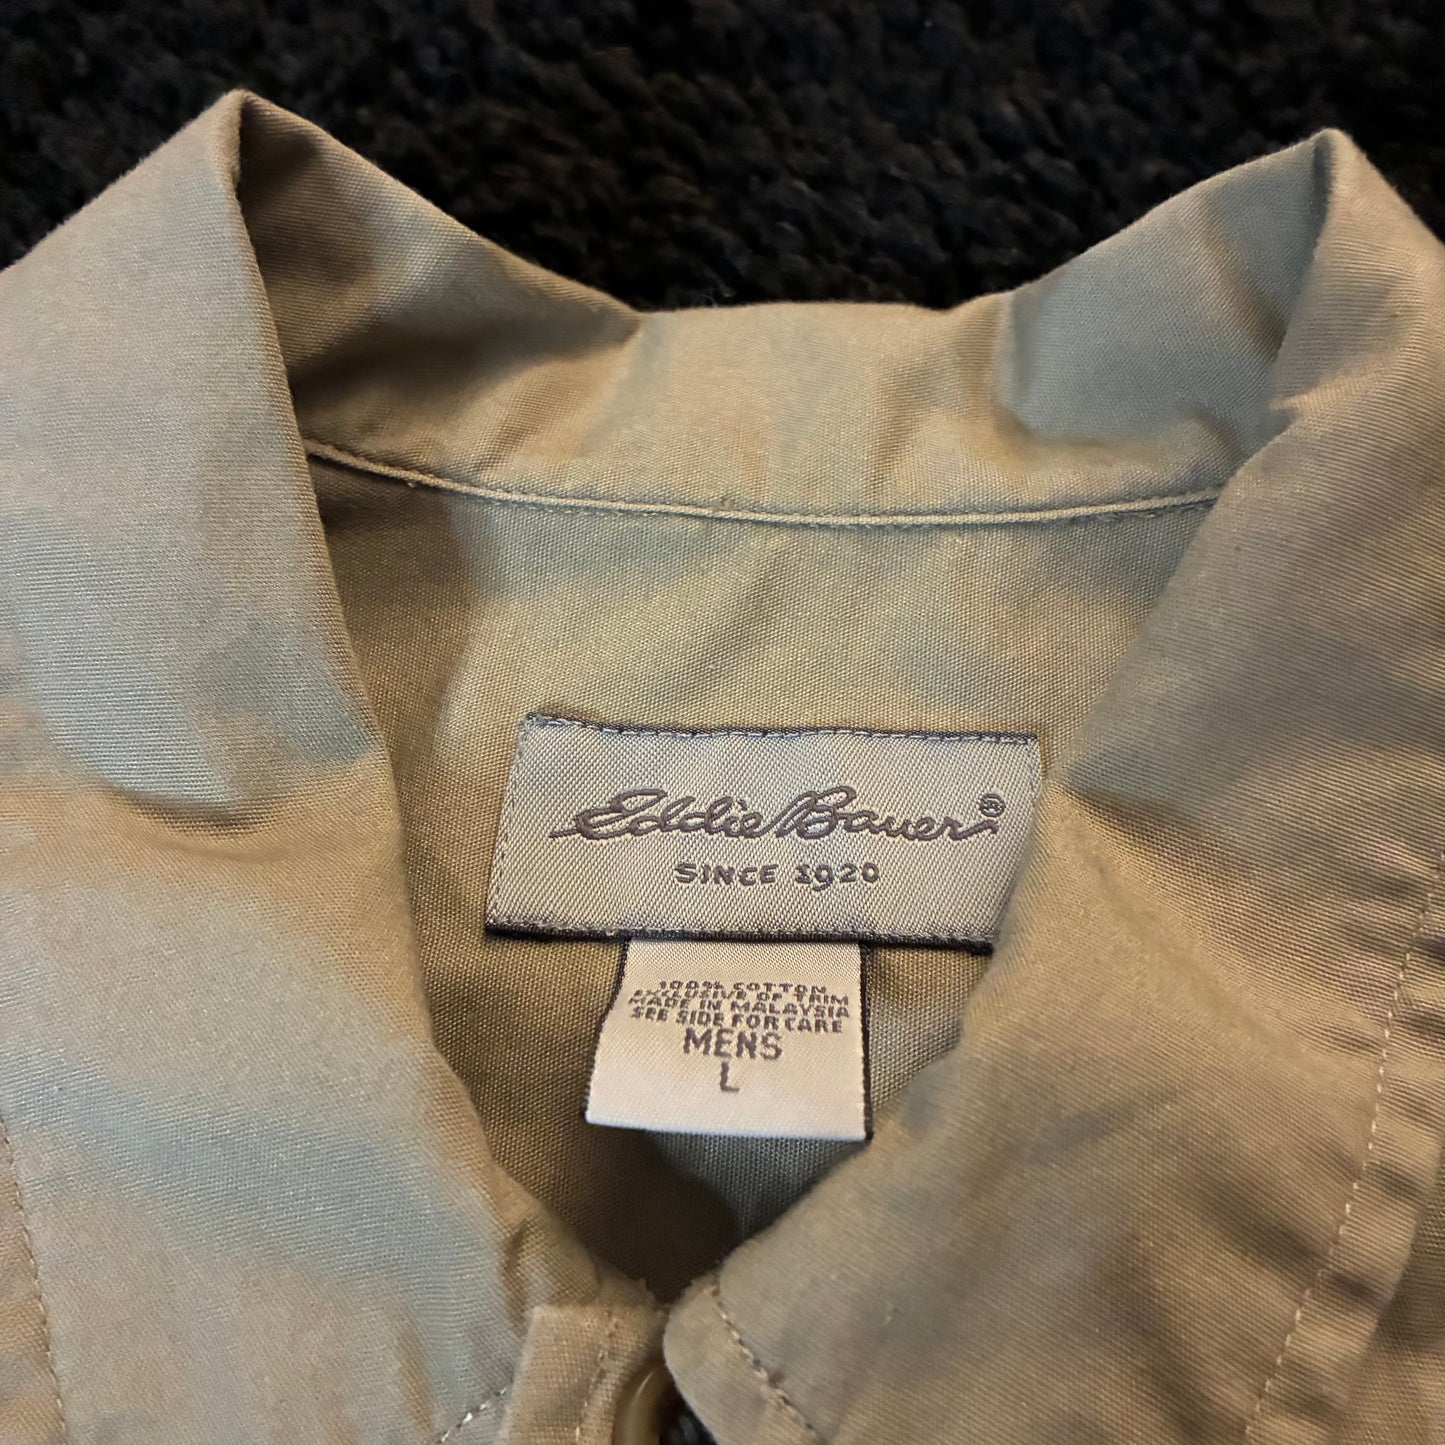 Eddie Bauer®
SINCE 1920
100% COTTON
EXCLUSIVE OF TRIM
MADE IN MALAYSIA
SEE SIDE FOR CARE
MENS
L